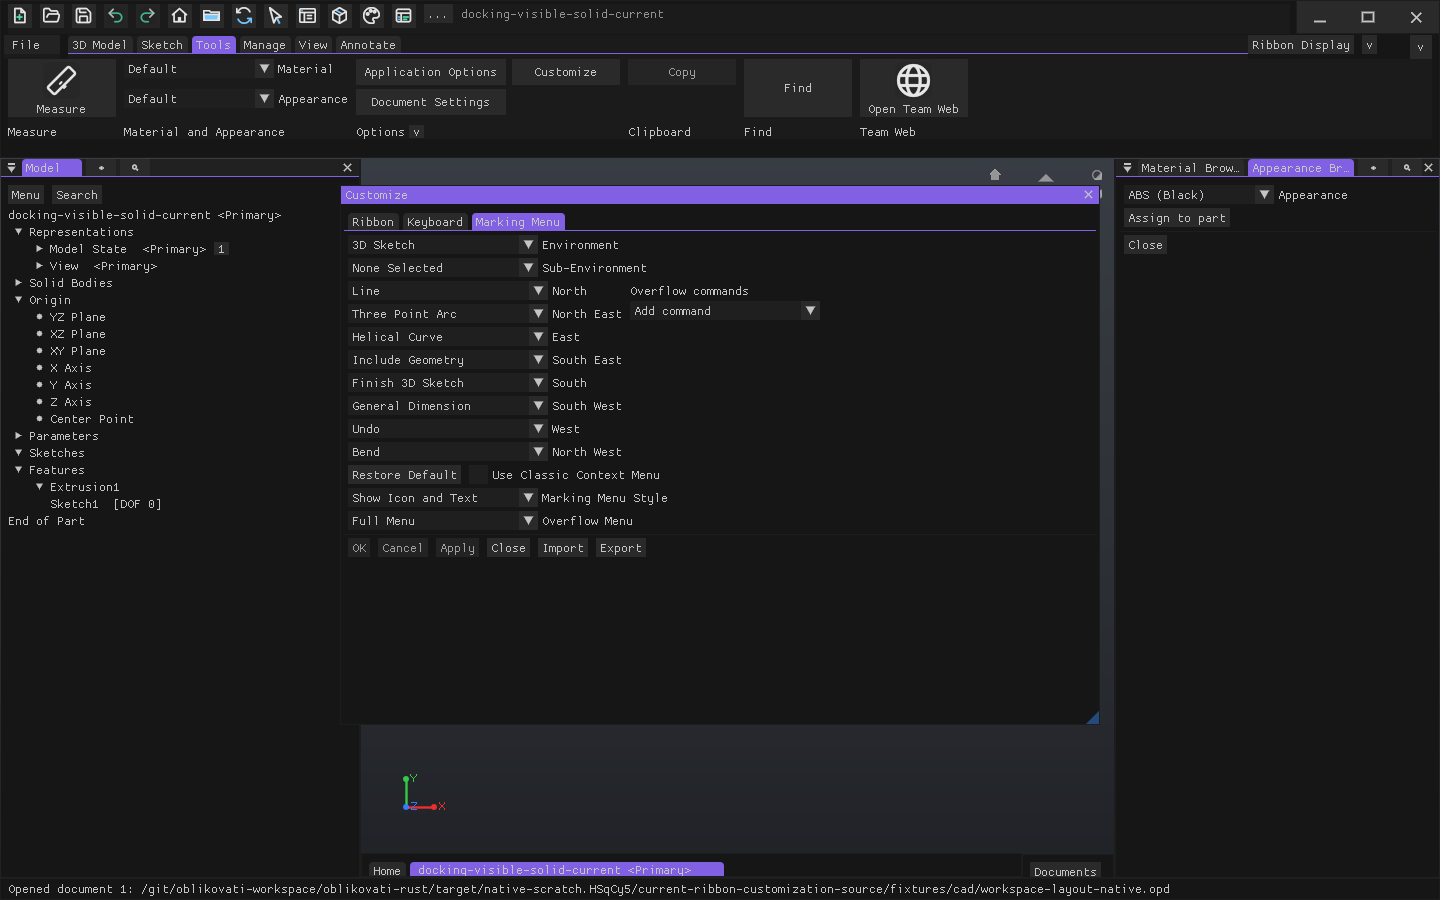 ... docking-visible-solid-current
File 3D Model Sketch Tools Manage View Annotate Ribbon Display v v
Default Material Application Options Customize Copy
Find
Default Appearance Document Settings
Measure Open Team Web
Measure Material and Appearance Options v Clipboard Find Team Web
Model Material Brow… Appearance Br…
Menu Search
docking-visible-solid-current <Primary>
Representations
Model State <Primary> 1
View <Primary>
Solid Bodies
Origin
YZ Plane
XZ Plane
XY Plane
X Axis
Y Axis
Z Axis
Center Point
Parameters
Sketches
Features
Extrusion1
Sketch1 [DOF 0]
End of Part
Customize
Ribbon Keyboard Marking Menu
3D Sketch Environment
None Selected Sub-Environment
Line North Overflow commands
Three Point Arc North East Add command
Helical Curve East
Include Geometry South East
Finish 3D Sketch South
General Dimension South West
Undo West
Bend North West
Restore Default Use Classic Context Menu
Show Icon and Text Marking Menu Style
Full Menu Overflow Menu
OK Cancel Apply Close Import Export
ABS (Black) Appearance
Assign to part
Close
Y
Z X
Home docking-visible-solid-current <Primary> Documents
Opened document 1: /git/oblikovati-workspace/oblikovati-rust/target/native-scratch.HSqCy5/current-ribbon-customization-source/fixtures/cad/workspace-layout-native.opd